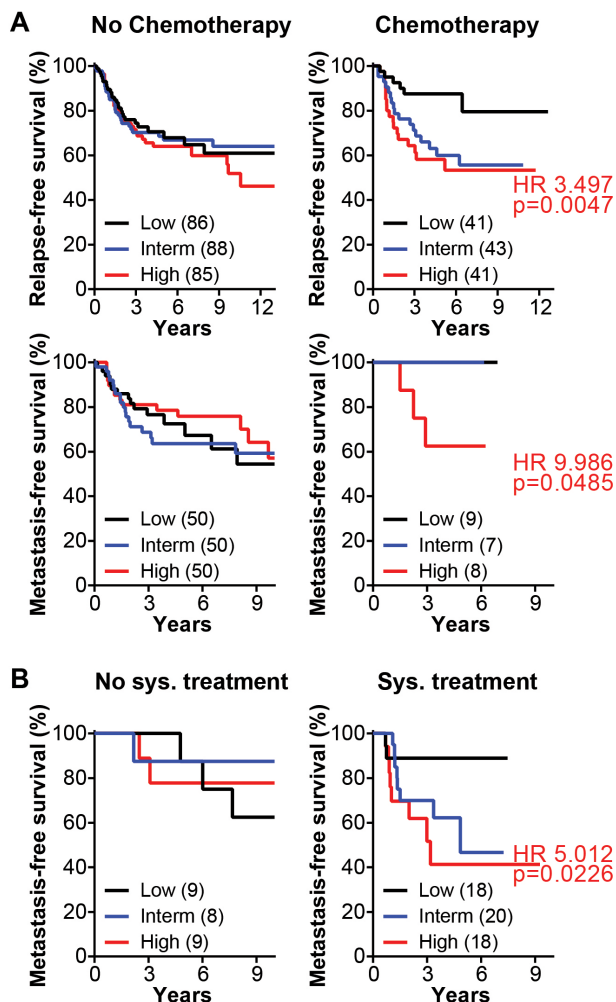 A
No Chemotherapy
Chemotherapy
Relapse-free survival (%)
100
80
60
40
20
0
Low (86)
Interm (88)
High (85)
0 3 6 9 12
Years
Relapse-free survival (%)
100
80
60
40
20
0
HR 3.497
p=0.0047
Low (41)
Interm (43)
High (41)
0 3 6 9 12
Years
Metastasis-free survival (%)
100
80
60
40
20
0
Low (50)
Interm (50)
High (50)
0 3 6 9
Years
Metastasis-free survival (%)
100
80
60
40
20
0
HR 9.986
p=0.0485
Low (9)
Interm (7)
High (8)
0 3 6 9
Years
B
No sys. treatment
Sys. treatment
Metastasis-free survival (%)
100
80
60
40
20
0
Low (9)
Interm (8)
High (9)
0 3 6 9
Years
Metastasis-free survival (%)
100
80
60
40
20
0
HR 5.012
p=0.0226
Low (18)
Interm (20)
High (18)
0 3 6 9
Years